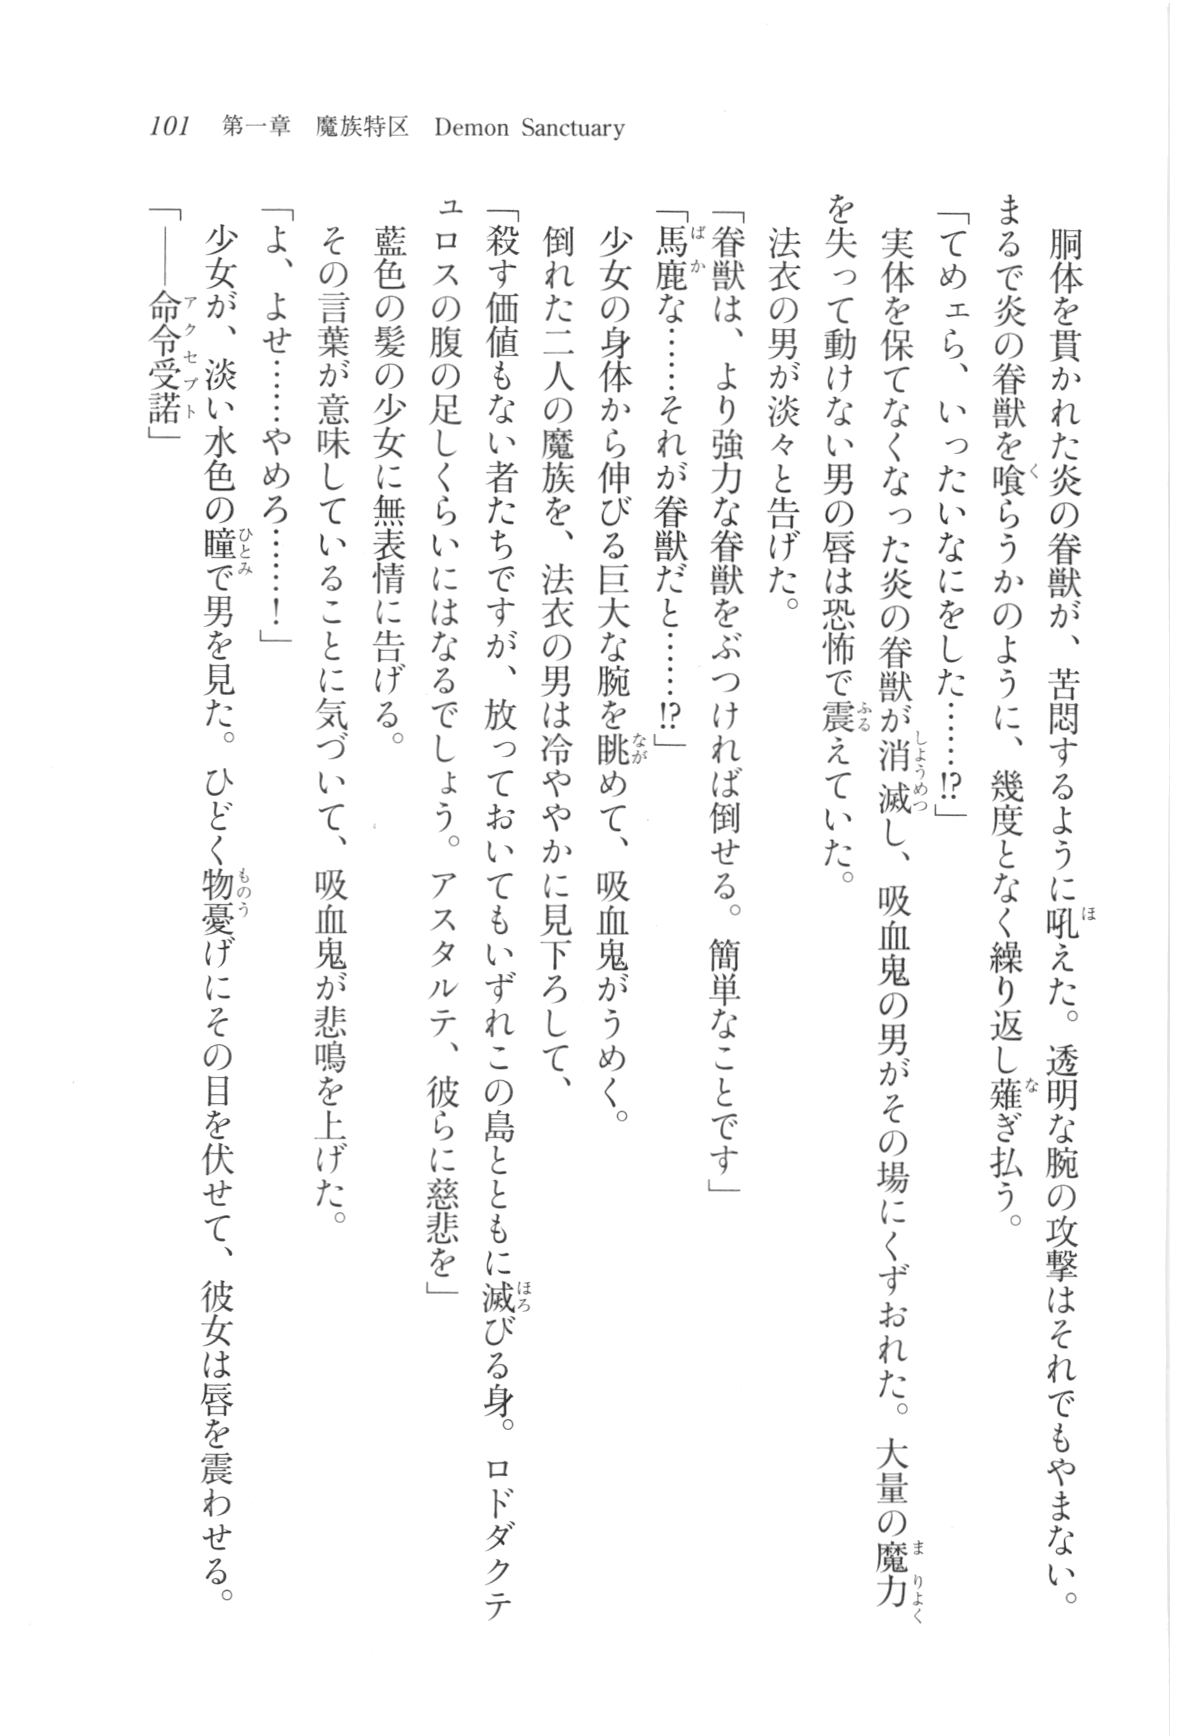 101　第一章　魔族特区　Demon Sanctuary
　胴体を貫かれた炎の眷獣が、苦悶するように吼えた。透明な腕の攻撃はそれでもやまない。
まるで炎の眷獣を喰らうかのように、幾度となく繰り返し薙ぎ払う。
「てめェら、いったいなにをした……!?」
　実体を保てなくなった炎の眷獣が消滅し、吸血鬼の男がその場にくずおれた。大量の魔力
を失って動けない男の唇は恐怖で震えていた。
　法衣の男が淡々と告げた。
「眷獣は、より強力な眷獣をぶつければ倒せる。簡単なことです」
「馬鹿な……それが眷獣だと……!?」
　少女の身体から伸びる巨大な腕を眺めて、吸血鬼がうめく。
　倒れた二人の魔族を、法衣の男は冷ややかに見下ろして、
「殺す価値もない者たちですが、放っておいてもいずれこの島とともに滅びる身。ロドダクテ
ュロスの腹の足しくらいにはなるでしょう。アスタルテ、彼らに慈悲を」
　藍色の髪の少女に無表情に告げる。
　その言葉が意味していることに気づいて、吸血鬼が悲鳴を上げた。
「よ、よせ……やめろ……！」
　少女が、淡い水色の瞳で男を見た。ひどく物憂げにその目を伏せて、彼女は唇を震わせる。
「――命令受諾」